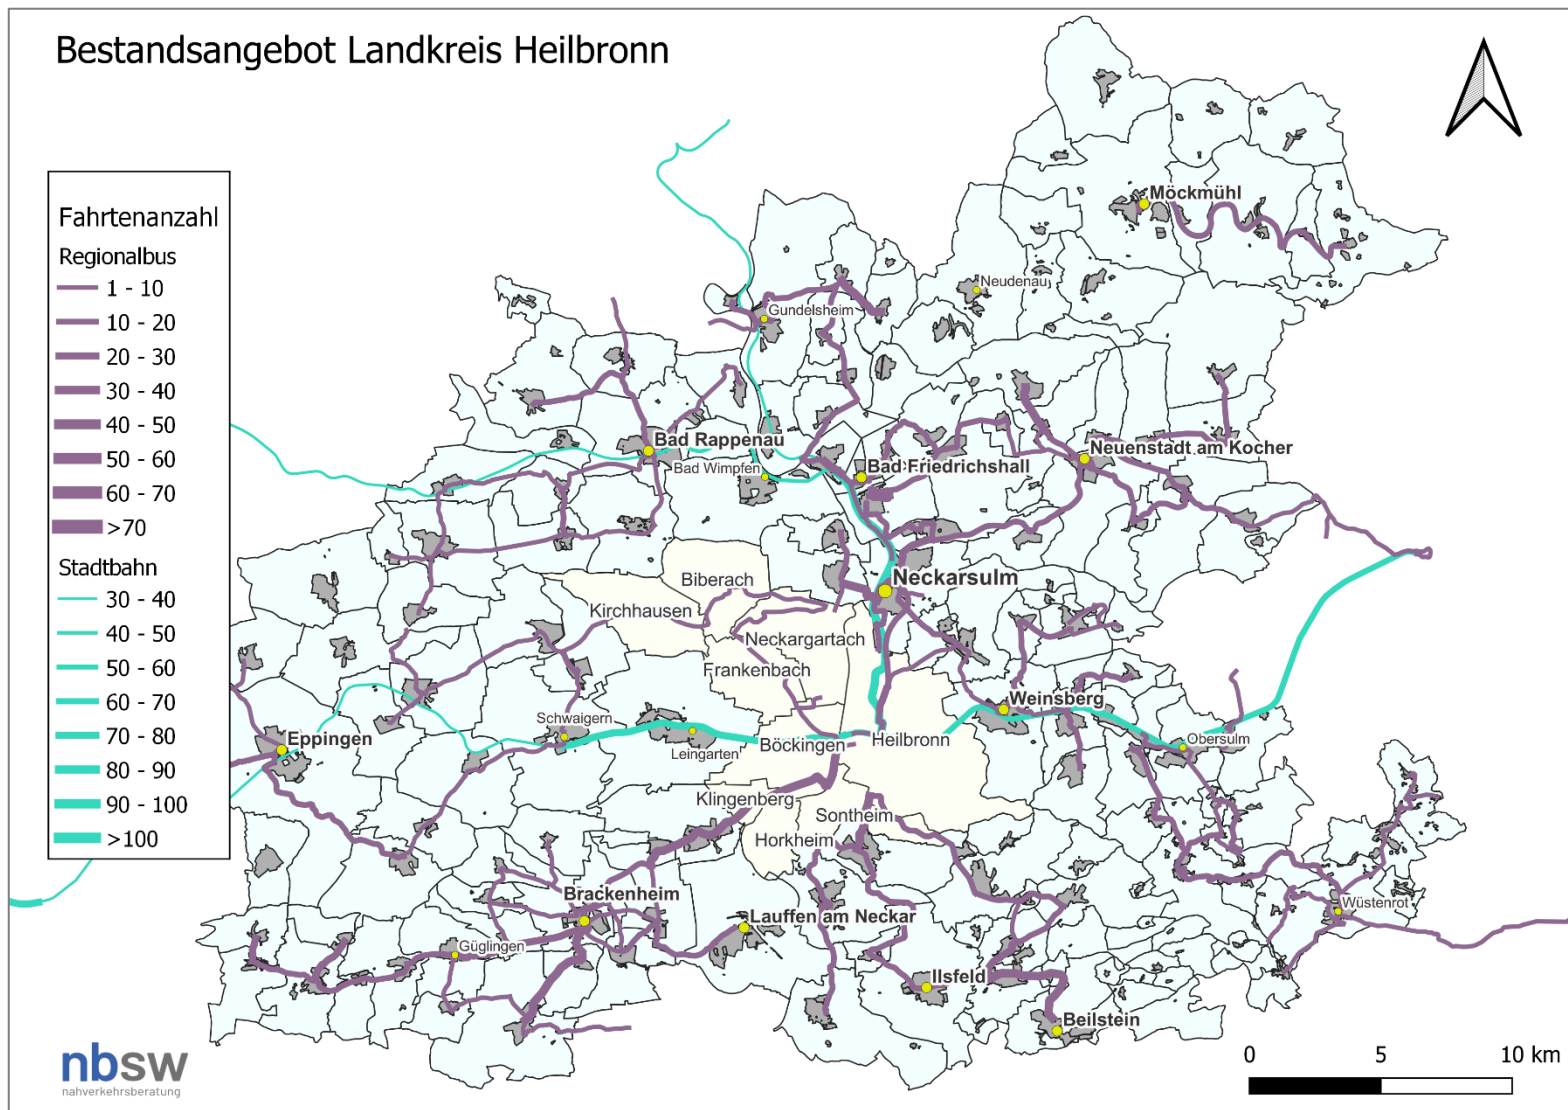 Bestandsangebot Landkreis Heilbronn
Fahrtenanzahl
Regionalbus
1 - 10
10 - 20
20 - 30
30 - 40
40 - 50
50 - 60
60 - 70
>70
Stadtbahn
30 - 40
40 - 50
50 - 60
60 - 70
70 - 80
80 - 90
90 - 100
>100
Möckmühl
Neudenau
Gundelsheim
Bad Rappenau
Bad Wimpfen
Bad Friedrichshall
Neuenstadt am Kocher
Neckarsulm
Biberach
Kirchhausen
Neckargartach
Frankenbach
Weinsberg
Schwaigern
Leingarten
Böckingen
Heilbronn
Obersulm
Eppingen
Klingenberg
Sontheim
Horkheim
Brackenheim
Lauffen am Neckar
Wüstenrot
Güglingen
Ilsfeld
Beilstein
nbsw
nahverkehrsberatung
0 5 10 km